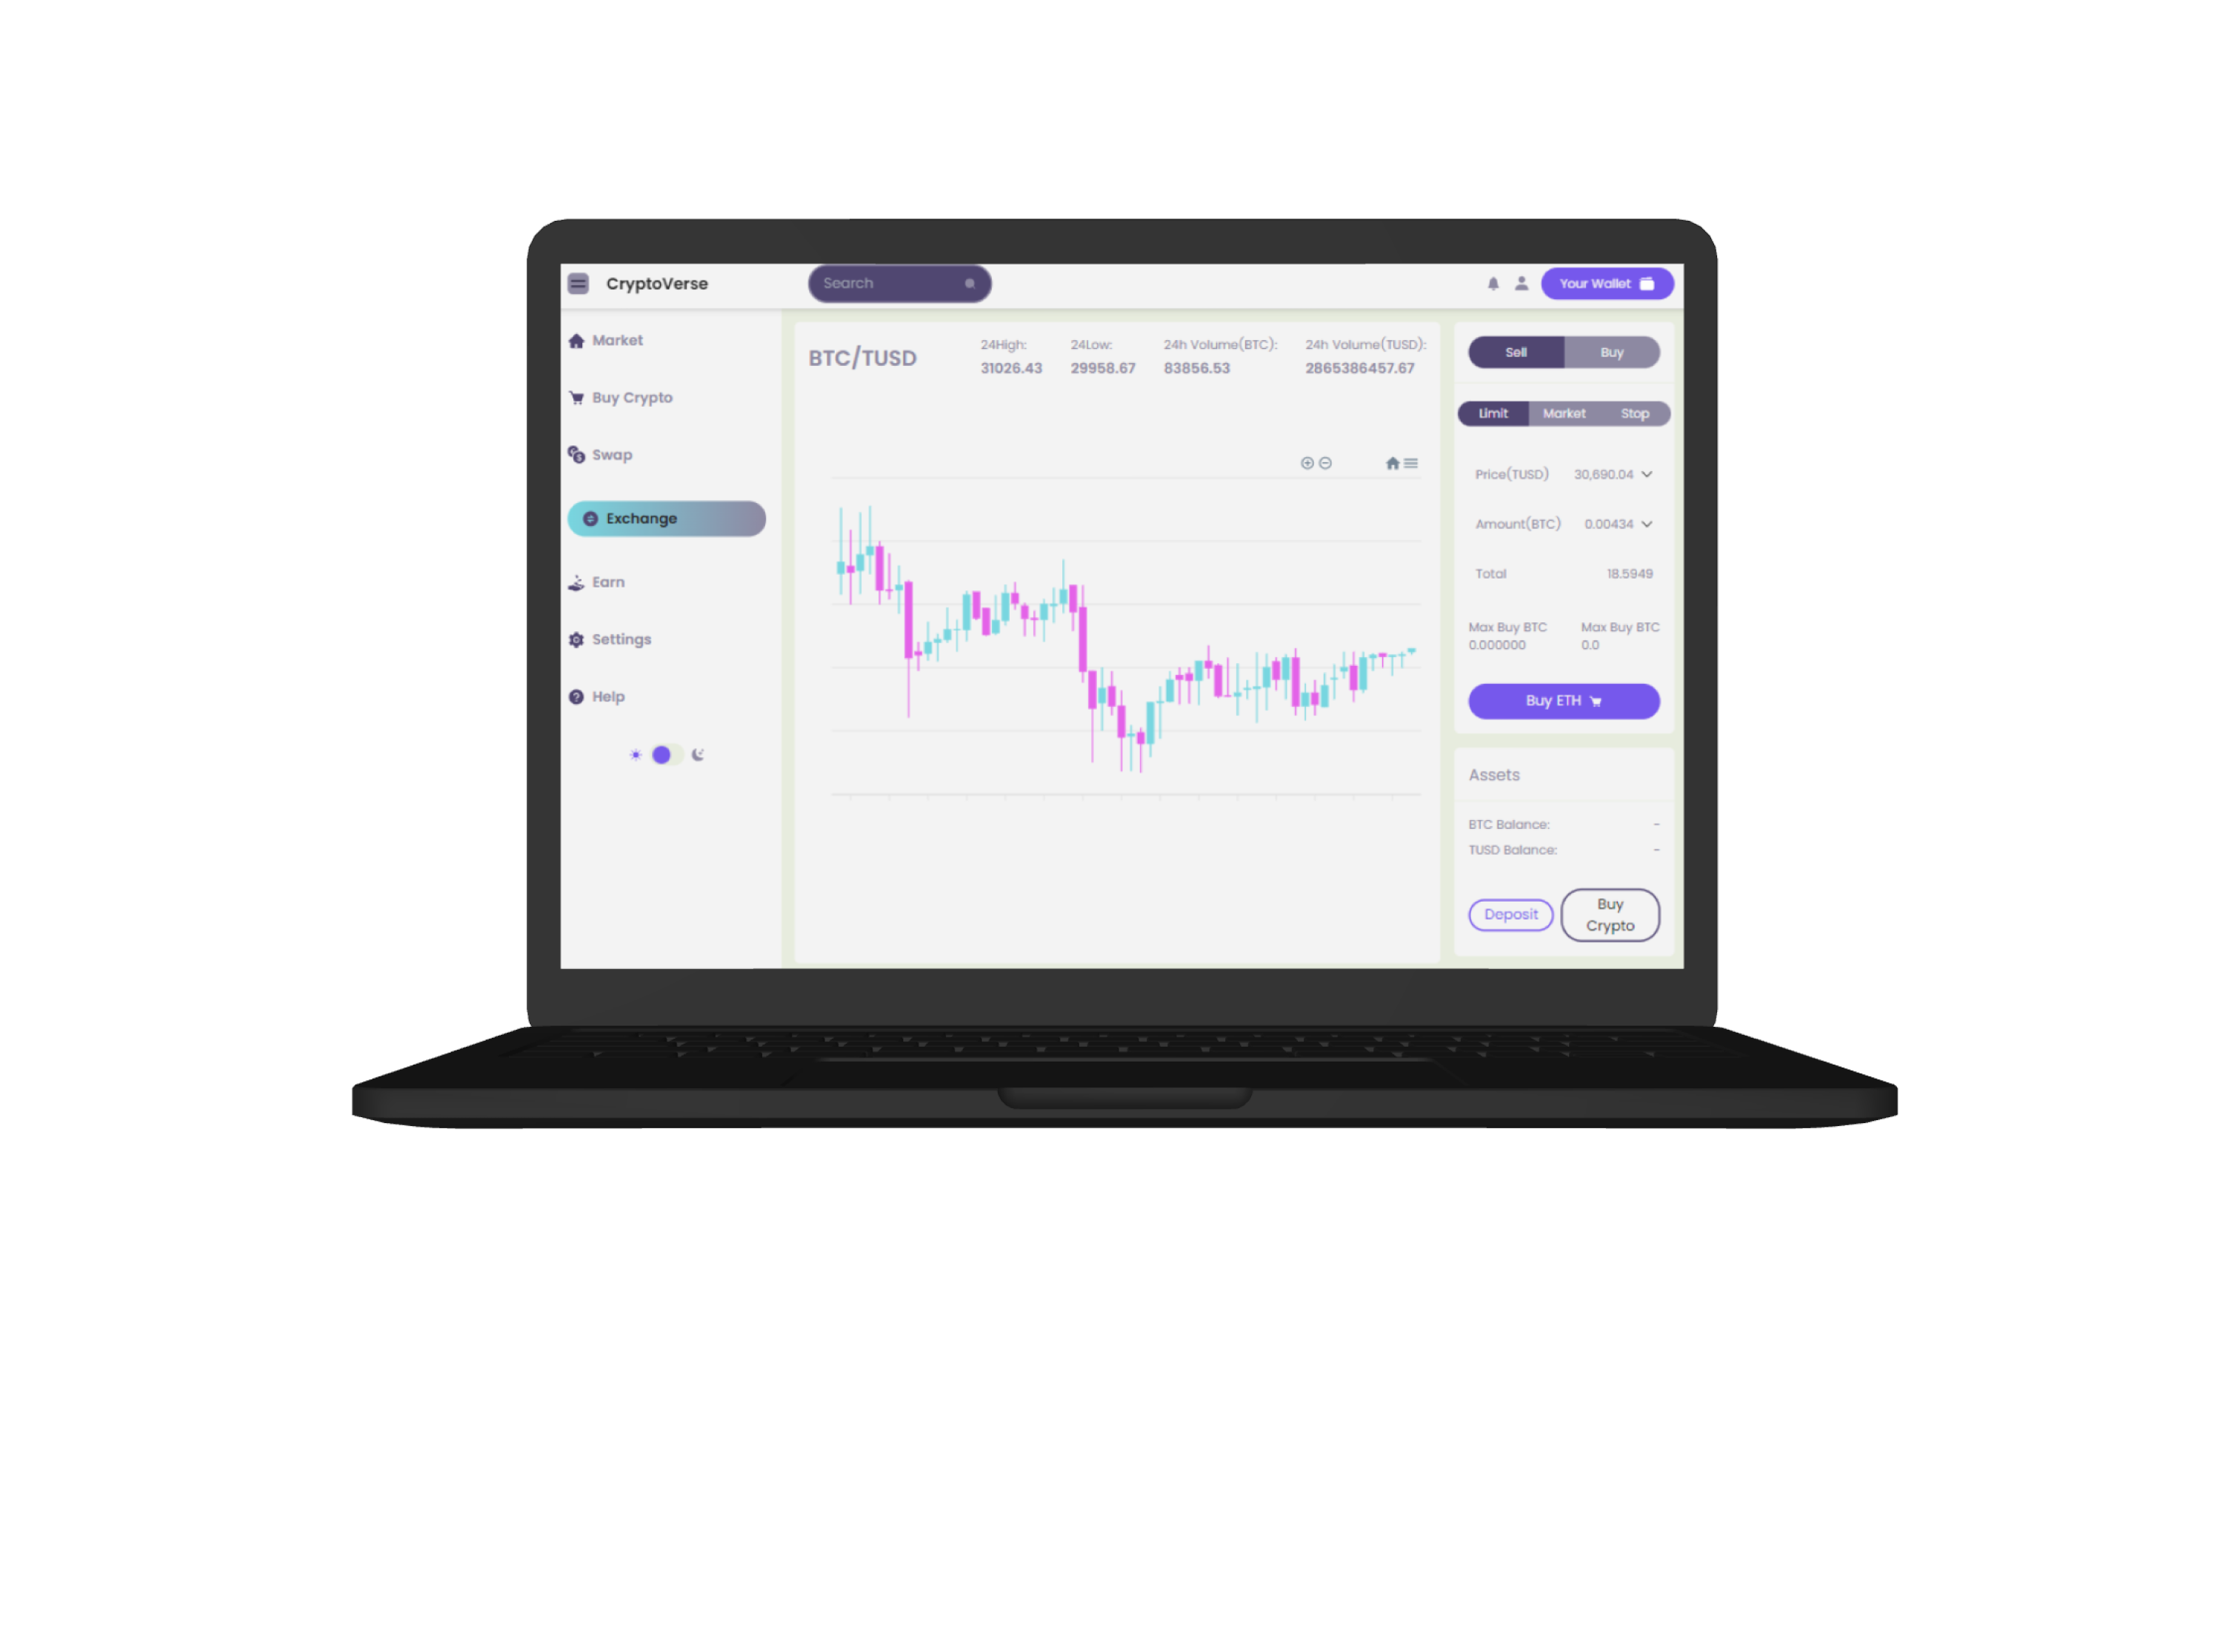 CryptoVerse
Search
Your Wallet
Market
Buy Crypto
Swap
Exchange
Earn
Settings
Help
BTC/TUSD
24High:
31026.43
24Low:
29958.67
24h Volume(BTC):
83856.53
24h Volume(TUSD):
2865386457.67
Sell Buy
Limit Market Stop
Price(TUSD) 30,690.04
Amount(BTC) 0.00434
Total 18.5949
Max Buy BTC
0.000000
Max Buy BTC
0.0
Buy ETH
Assets
BTC Balance: -
TUSD Balance: -
Deposit
Buy
Crypto